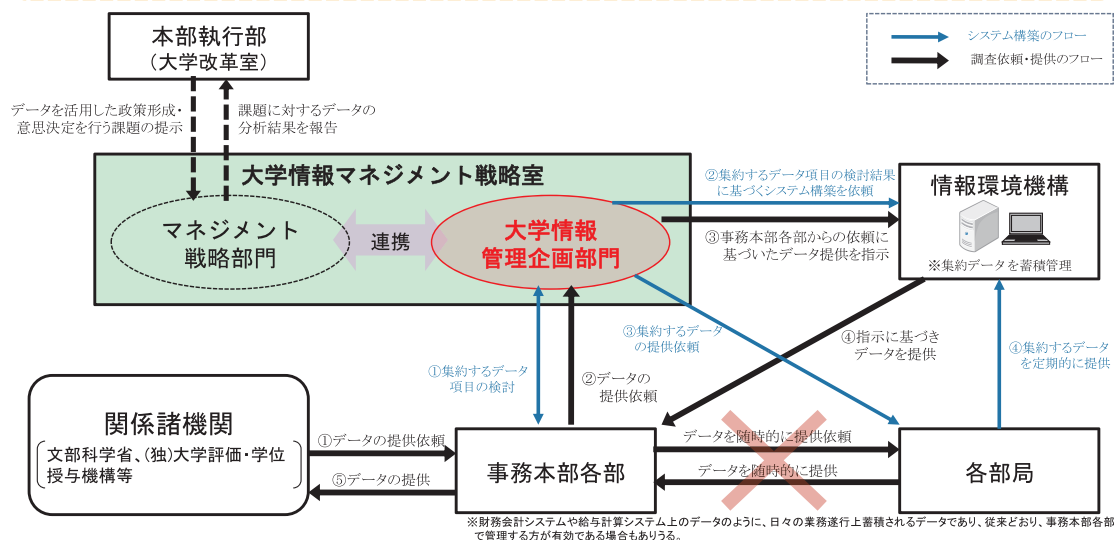 本部執行部
(大学改革室)
システム構築のフロー
調査依頼・提供のフロー
データを活用した政策形成・
意思決定を行う課題の提示
課題に対するデータの
分析結果を報告
大学情報マネジメント戦略室
マネジメント
戦略部門
連携
大学情報
管理企画部門
②集約するデータ項目の検討結果
に基づくシステム構築を依頼
③事務本部各部からの依頼に
基づいたデータ提供を指示
情報環境機構
※集約データを蓄積管理
①集約するデータ
項目の検討
②データの
提供依頼
③集約するデータ
の提供依頼
④指示に基づき
データを提供
④集約するデータ
を定期的に提供
関係諸機関
文部科学省、(独)大学評価・学位
授与機構等
①データの提供依頼
⑤データの提供
事務本部各部
データを随時的に提供依頼
データを随時的に提供
各部局
※財務会計システムや給与計算システム上のデータのように、日々の業務遂行上蓄積されるデータであり、従来どおり、事務本部各部
で管理する方が有効である場合もありうる。